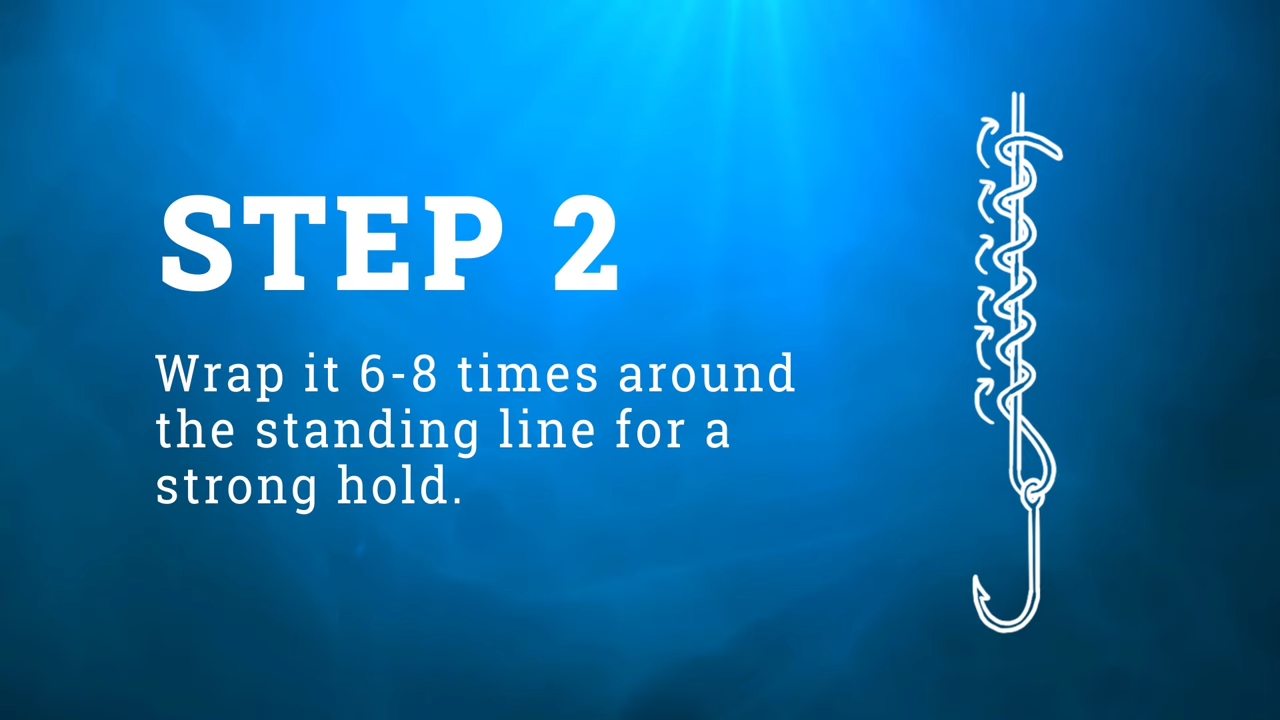 STEP 2
Wrap it 6-8 times around
the standing line for a
strong hold.